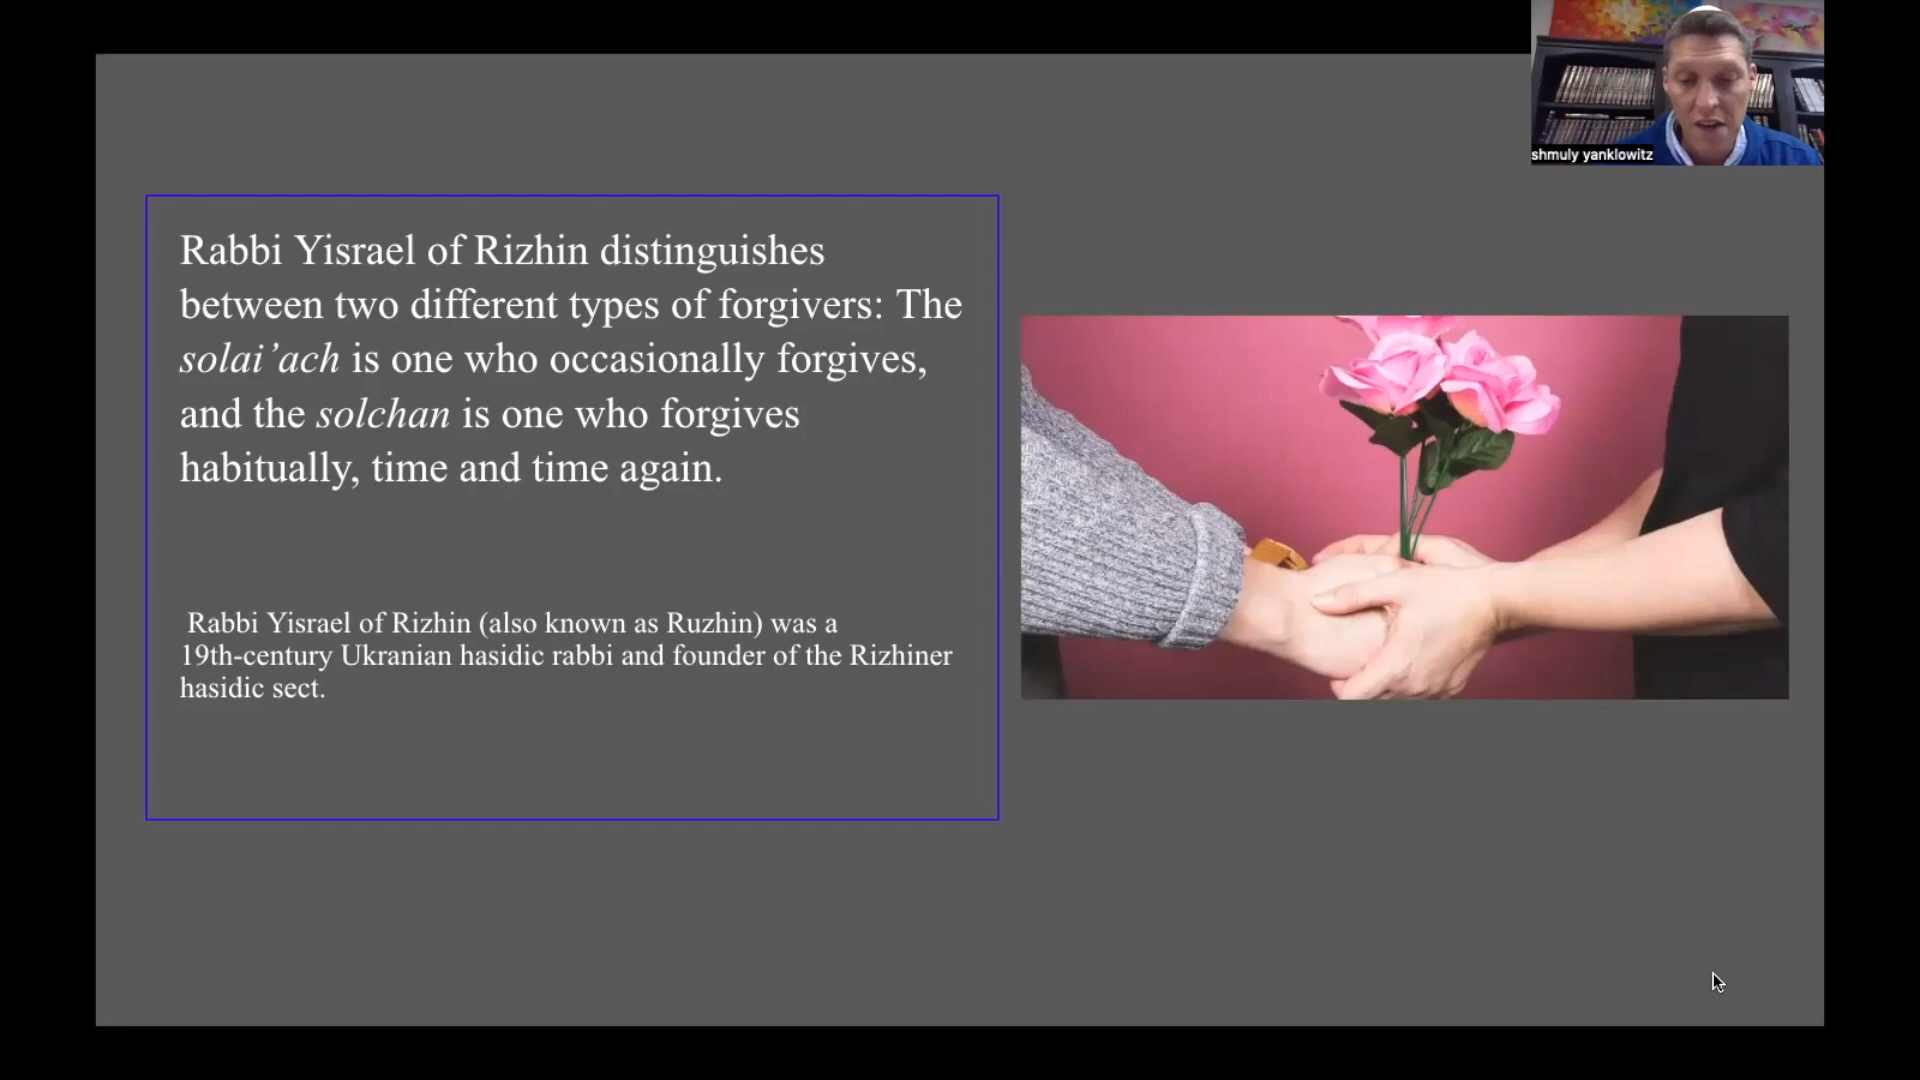 shmuly yanklowitz
Rabbi Yisrael of Rizhin distinguishes
between two different types of forgivers: The
solai’ach is one who occasionally forgives,
and the solchan is one who forgives
habitually, time and time again.
Rabbi Yisrael of Rizhin (also known as Ruzhin) was a
19th-century Ukranian hasidic rabbi and founder of the Rizhiner
hasidic sect.